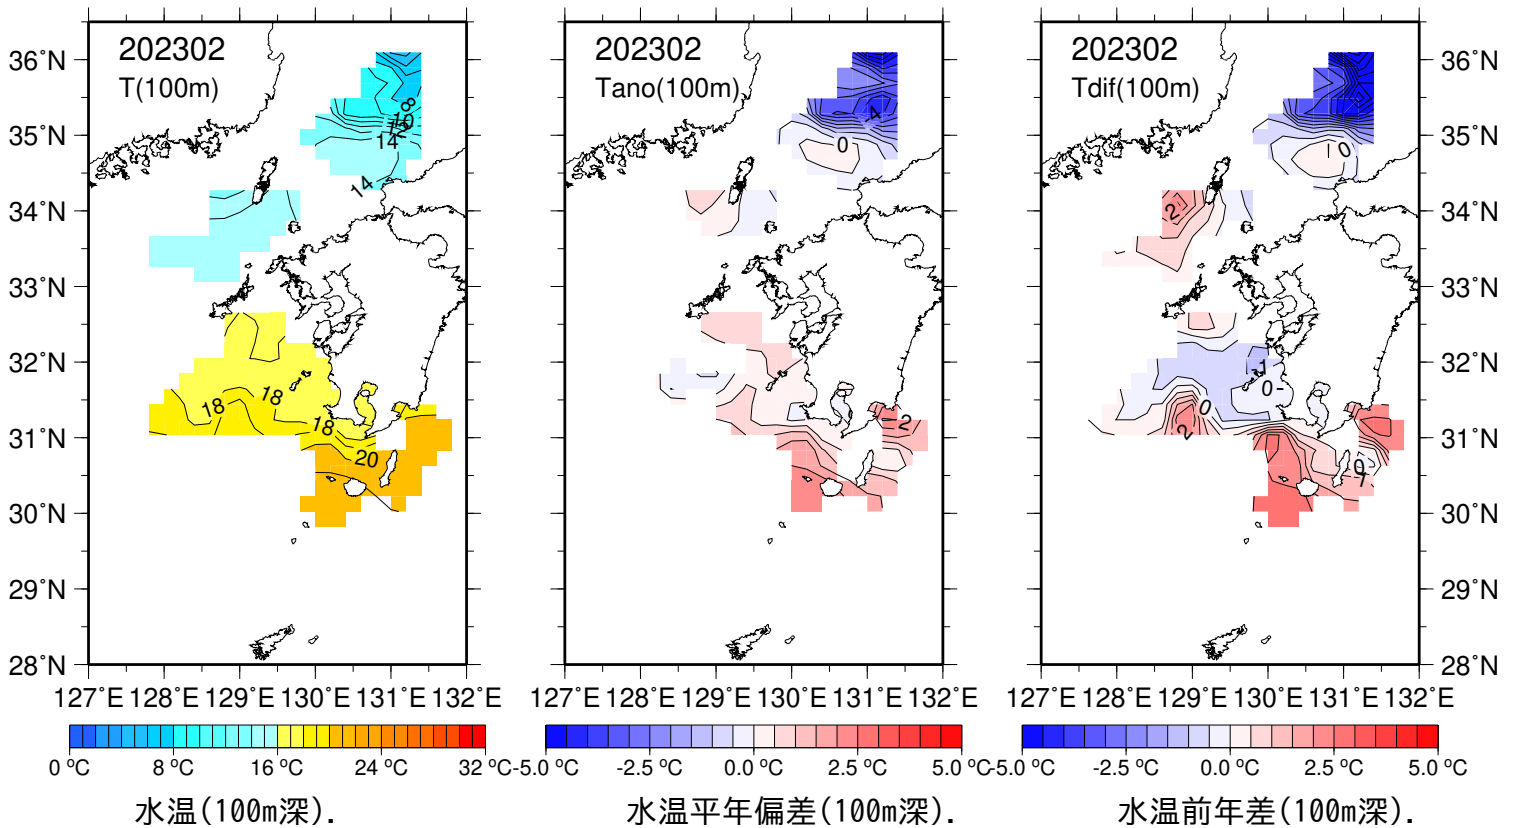 202302
T(100m)
202302
Tano(100m)
202302
Tdif(100m)
36°N
35°N
34°N
33°N
32°N
31°N
30°N
29°N
28°N
36°N
35°N
34°N
33°N
32°N
31°N
30°N
29°N
28°N
8
10
12
14
14
18
18
18
20
-4
0
2
0
2
-1
0
0
2
0
1
127°E 128°E 129°E 130°E 131°E 132°E
127°E 128°E 129°E 130°E 131°E 132°E
127°E 128°E 129°E 130°E 131°E 132°E
0 °C 8 °C 16 °C 24 °C 32 °C
-5.0 °C -2.5 °C 0.0 °C 2.5 °C 5.0 °C
-5.0 °C -2.5 °C 0.0 °C 2.5 °C 5.0 °C
水温(100m深).
水温平年偏差(100m深).
水温前年差(100m深).